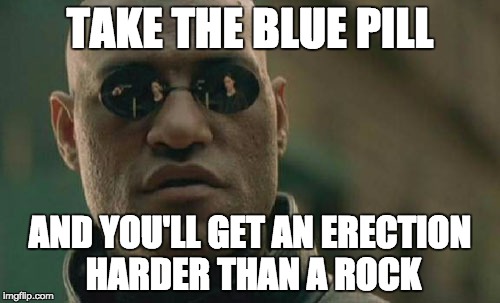 TAKE THE BLUE PILL
AND YOU'LL GET AN ERECTION
HARDER THAN A ROCK
imgflip.com